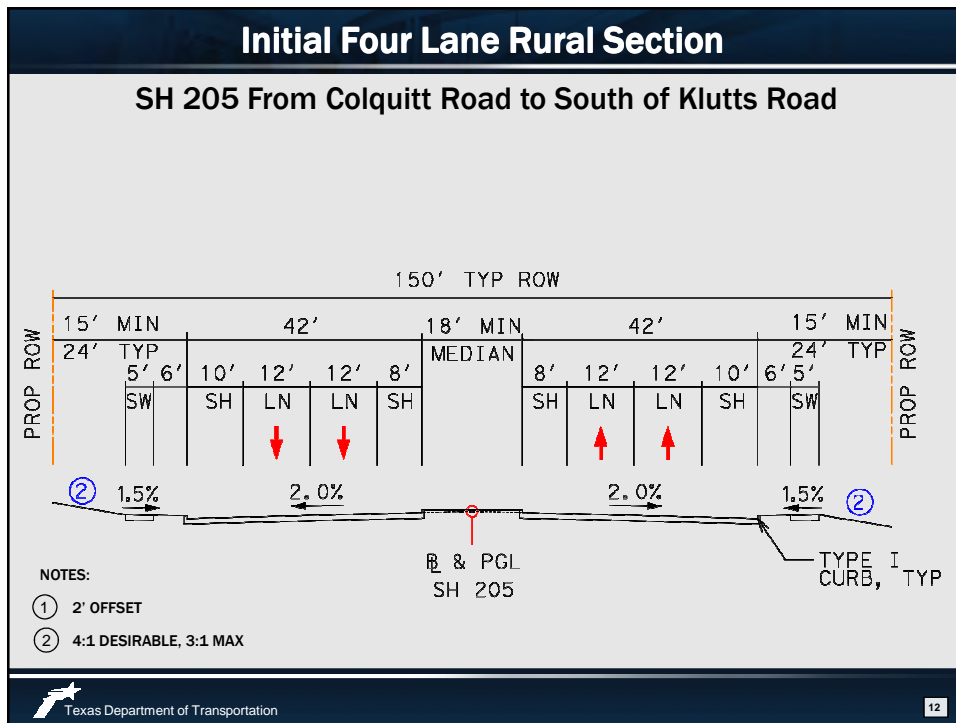 Initial Four Lane Rural Section
SH 205 From Colquitt Road to South of Klutts Road
150' TYP ROW
15' MIN 42' 18' MIN 42' 15' MIN
24' TYP MEDIAN 24' TYP
5' 6' 10' 12' 12' 8' 8' 12' 12' 10' 6' 5'
SW SH LN LN SH SH LN LN SH SW
PROP ROW
PROP ROW
2 1.5% 2.0% 2.0% 1.5% 2
BL & PGL
SH 205
TYPE I
CURB, TYP
NOTES:
1 2' OFFSET
2 4:1 DESIRABLE, 3:1 MAX
Texas Department of Transportation
12